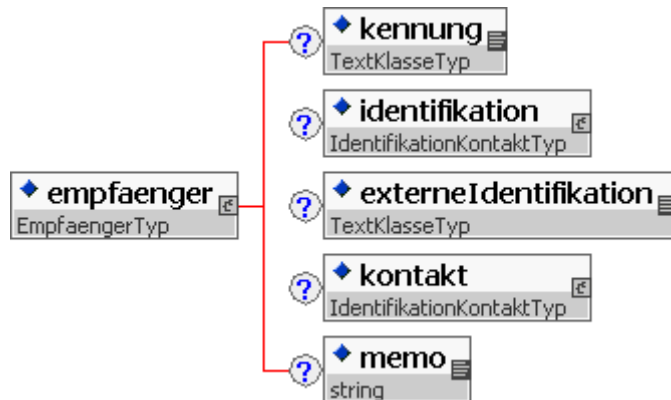 kennung
TextKlasseTyp
identifikation
IdentifikationKontaktTyp
empfaenger
EmpfaengerTyp
externeIdentifikation
TextKlasseTyp
kontakt
IdentifikationKontaktTyp
memo
string